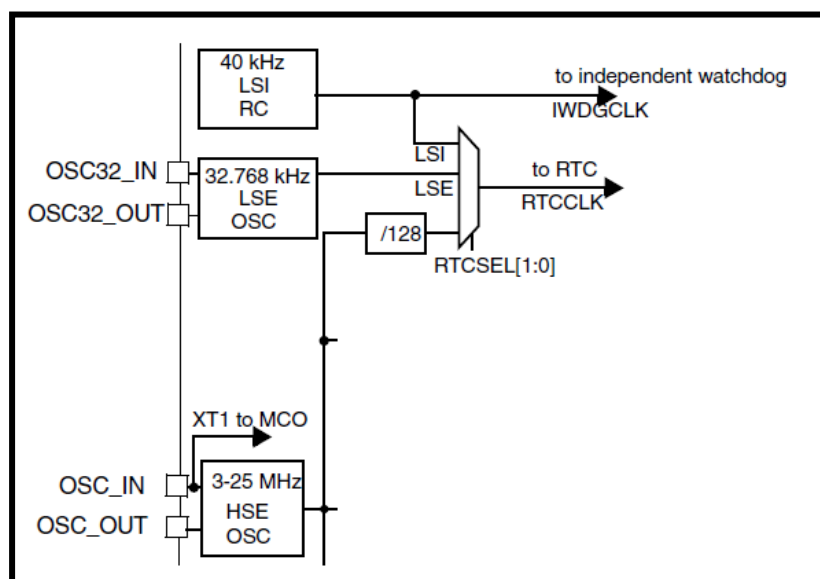 40 kHz
LSI
RC
to independent watchdog
IWDGCLK
OSC32_IN
OSC32_OUT
32.768 kHz
LSE
OSC
LSI
LSE
to RTC
RTCCLK
/128
RTCSEL[1:0]
XT1 to MCO
OSC_IN
OSC_OUT
3-25 MHz
HSE
OSC